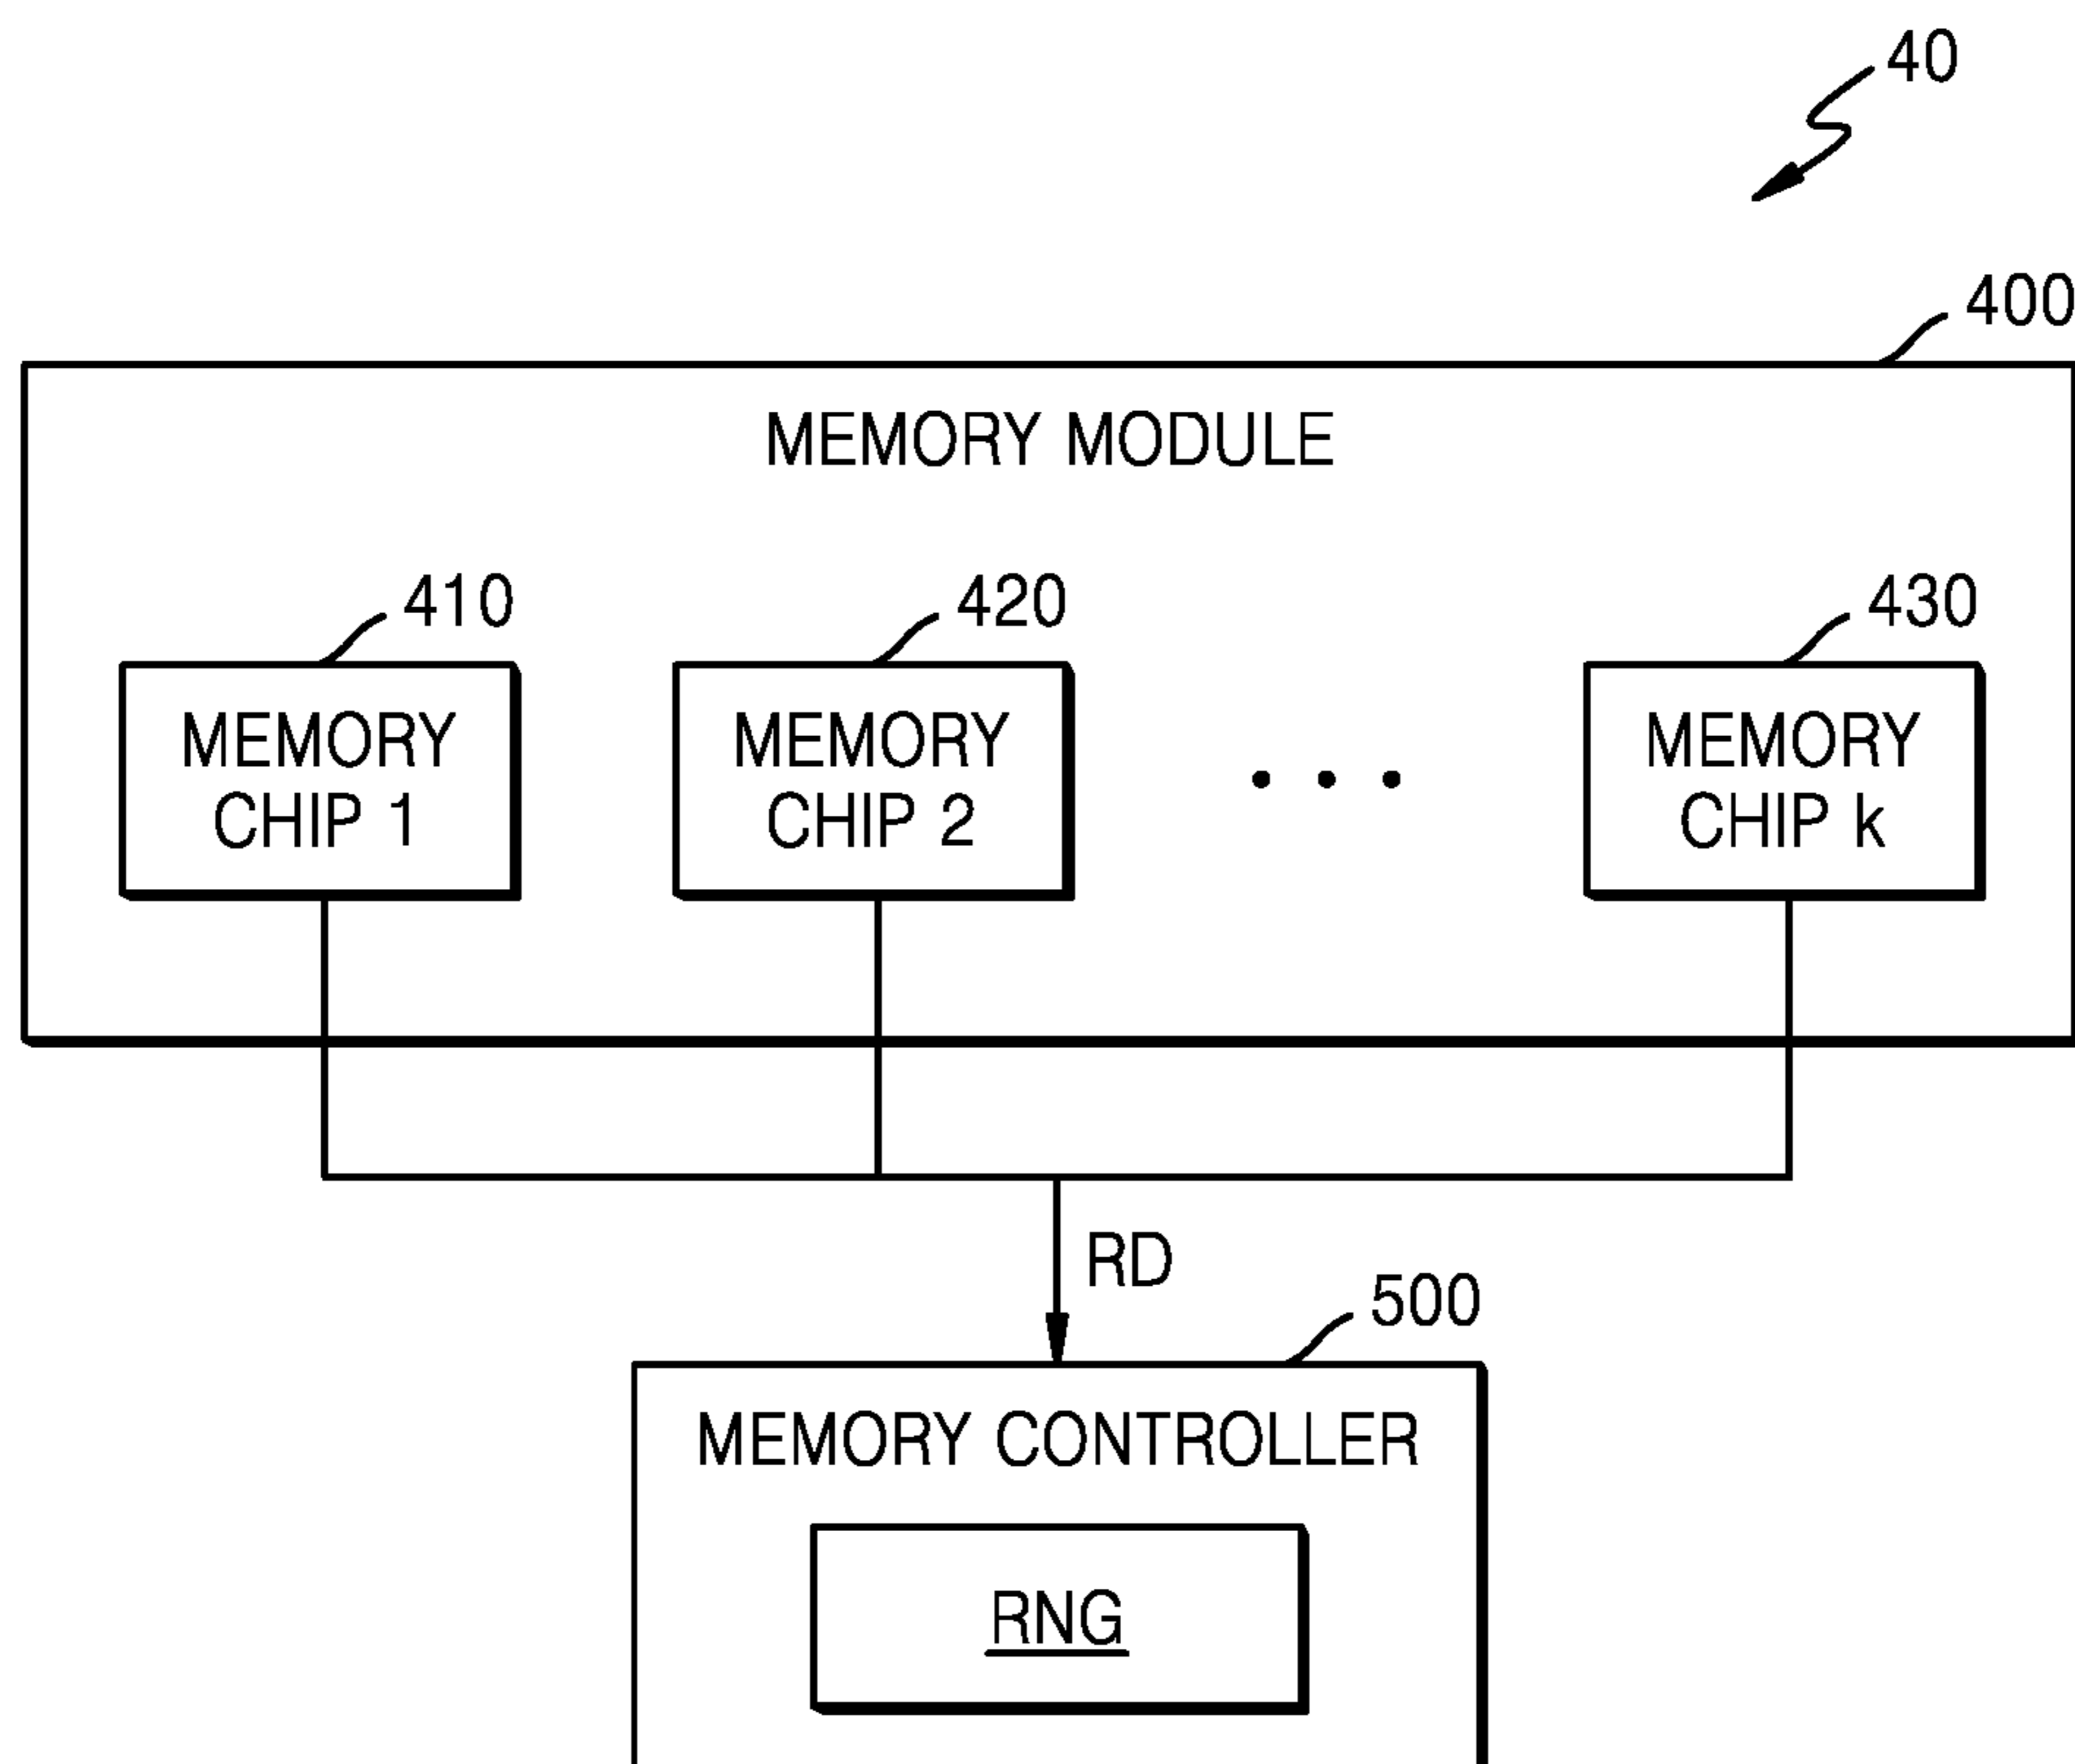 40
400
MEMORY MODULE
410
420
430
MEMORY
CHIP 1
MEMORY
CHIP 2
MEMORY
CHIP k
RD
500
MEMORY CONTROLLER
RNG